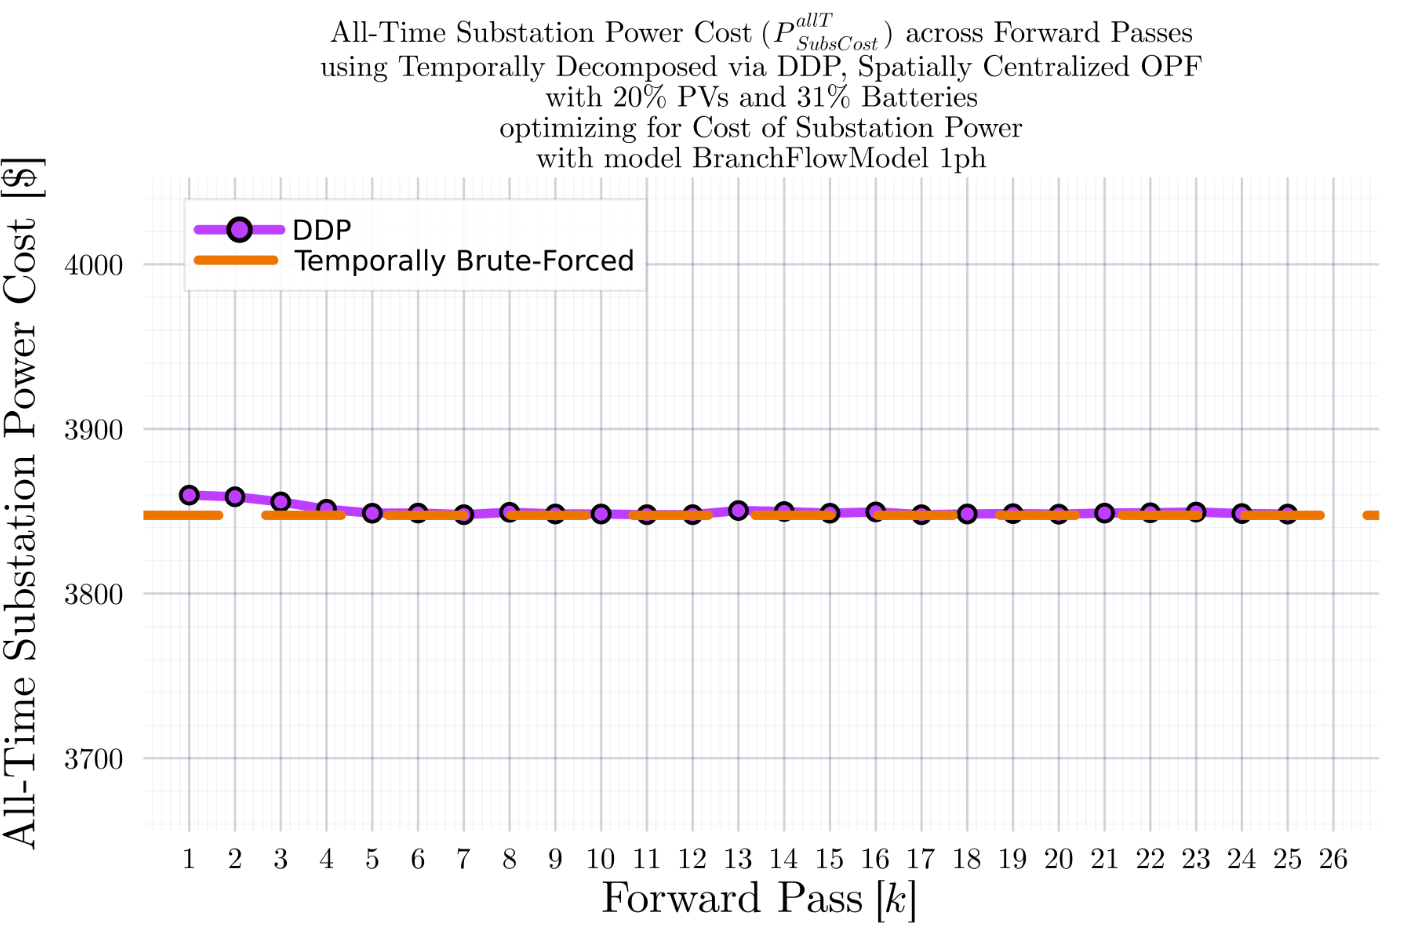 All-Time Substation Power Cost (P^{allT}_{SubsCost}) across Forward Passes
using Temporally Decomposed via DDP, Spatially Centralized OPF
with 20% PVs and 31% Batteries
optimizing for Cost of Substation Power
with model BranchFlowModel 1ph
All-Time Substation Power Cost [$]
DDP
Temporally Brute-Forced
4000
3900
3800
3700
1 2 3 4 5 6 7 8 9 10 11 12 13 14 15 16 17 18 19 20 21 22 23 24 25 26
Forward Pass [k]